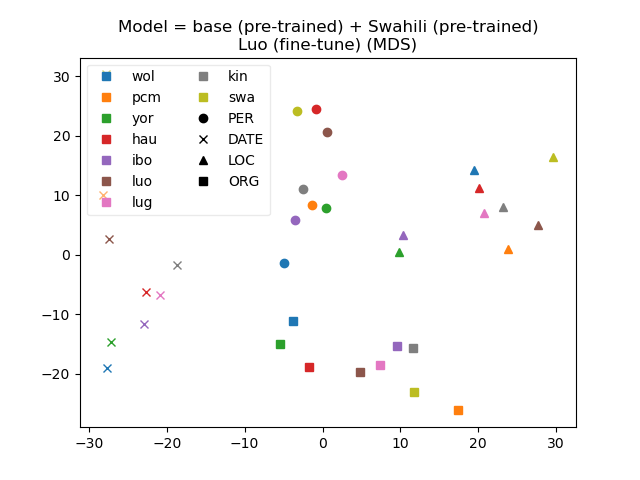 Model = base (pre-trained) + Swahili (pre-trained)
Luo (fine-tune) (MDS)
wol
pcm
yor
hau
ibo
luo
lug
kin
swa
PER
DATE
LOC
ORG
30
20
10
0
−10
−20
−30 −20 −10 0 10 20 30